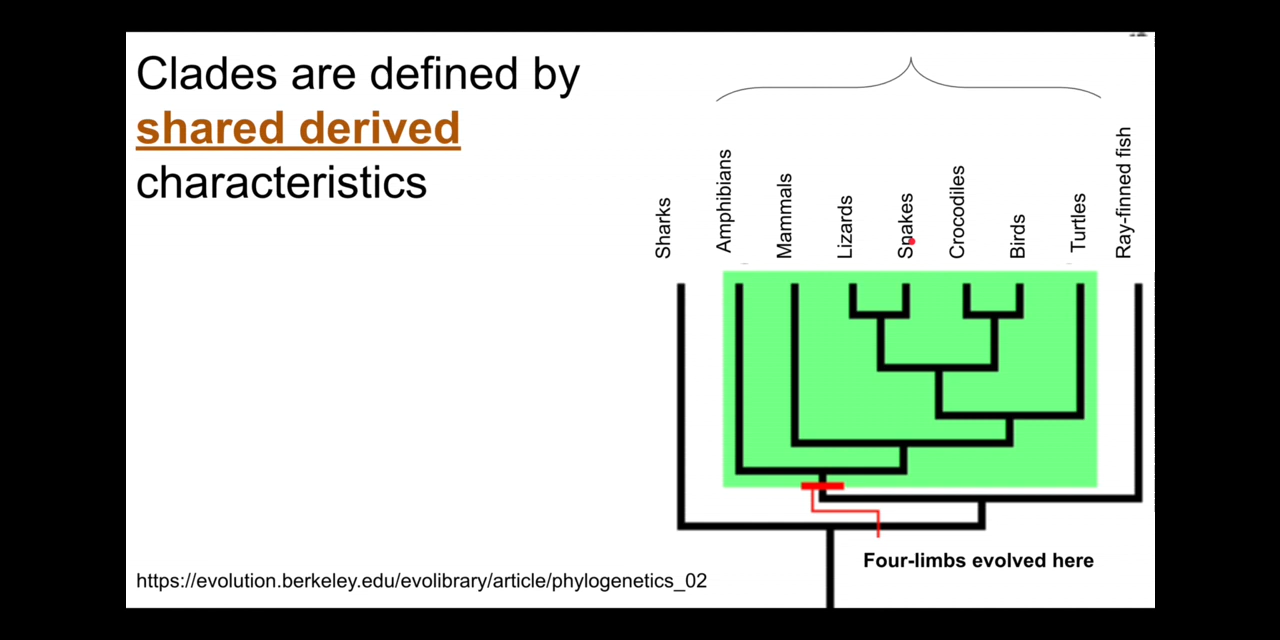 Clades are defined by
shared derived
characteristics
Sharks
Amphibians
Mammals
Lizards
Snakes
Crocodiles
Birds
Turtles
Ray-finned fish
Four-limbs evolved here
https://evolution.berkeley.edu/evolibrary/article/phylogenetics_02